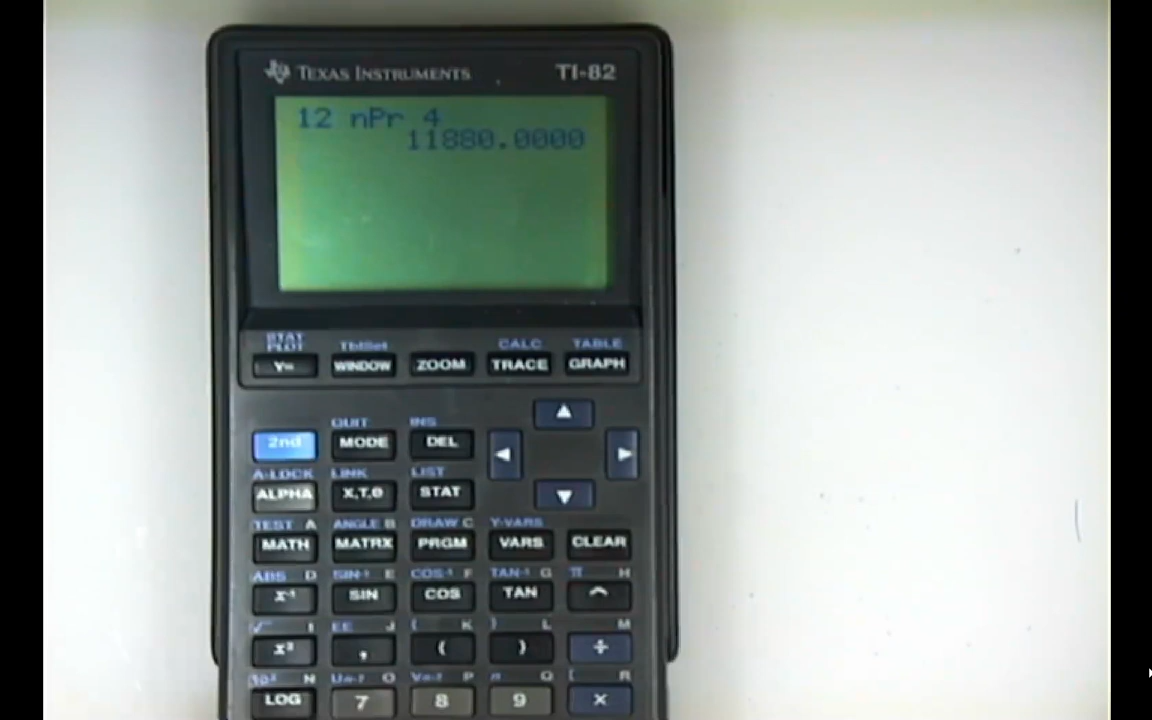 TEXAS INSTRUMENTS TI-82
12 nPr 4
11880.0000
STAT
PLOT TblSet CALC TABLE
Y= WINDOW ZOOM TRACE GRAPH
QUIT INS
2nd MODE DEL
A-LOCK LINK LIST
ALPHA X,T,θ STAT
TEST A ANGLE B DRAW C Y-VARS
MATH MATRX PRGM VARS CLEAR
ABS D SIN⁻¹ E COS⁻¹ F TAN⁻¹ G π H
x⁻¹ SIN COS TAN ^
√ I EE J { K } L M
x² , ( ) ÷
10ˣ N Un-1 O Vn-1 P n Q [ R
LOG 7 8 9 ×